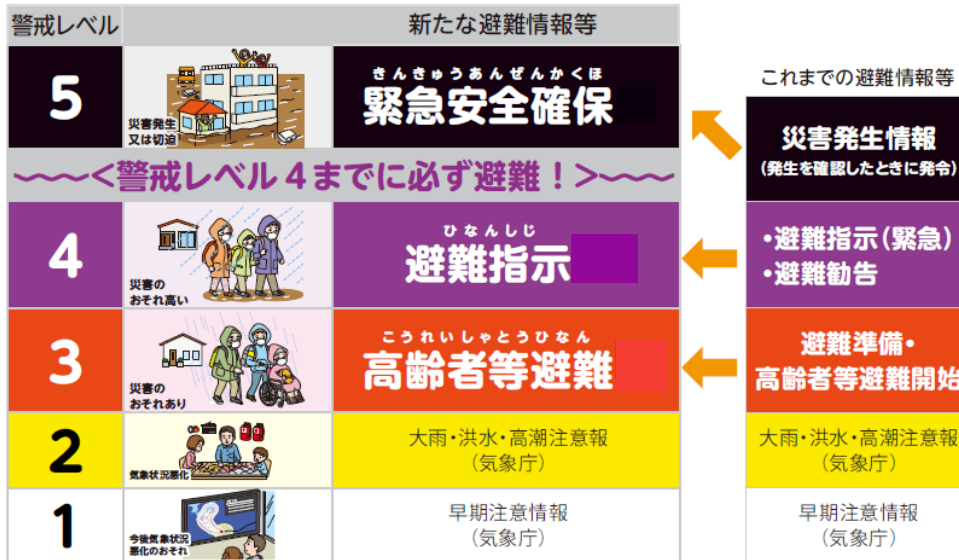 警戒レベル
新たな避難情報等
5
災害発生
又は切迫
きんきゅうあんぜんかくほ
緊急安全確保
<警戒レベル4までに必ず避難!>
4
災害の
おそれ高い
ひなんしじ
避難指示
3
災害の
おそれあり
こうれいしゃとうひなん
高齢者等避難
2
気象状況悪化
大雨・洪水・高潮注意報
(気象庁)
1
今後気象状況
悪化のおそれ
早期注意情報
(気象庁)
これまでの避難情報等
災害発生情報
(発生を確認したときに発令)
・避難指示(緊急)
・避難勧告
避難準備・
高齢者等避難開始
大雨・洪水・高潮注意報
(気象庁)
早期注意情報
(気象庁)